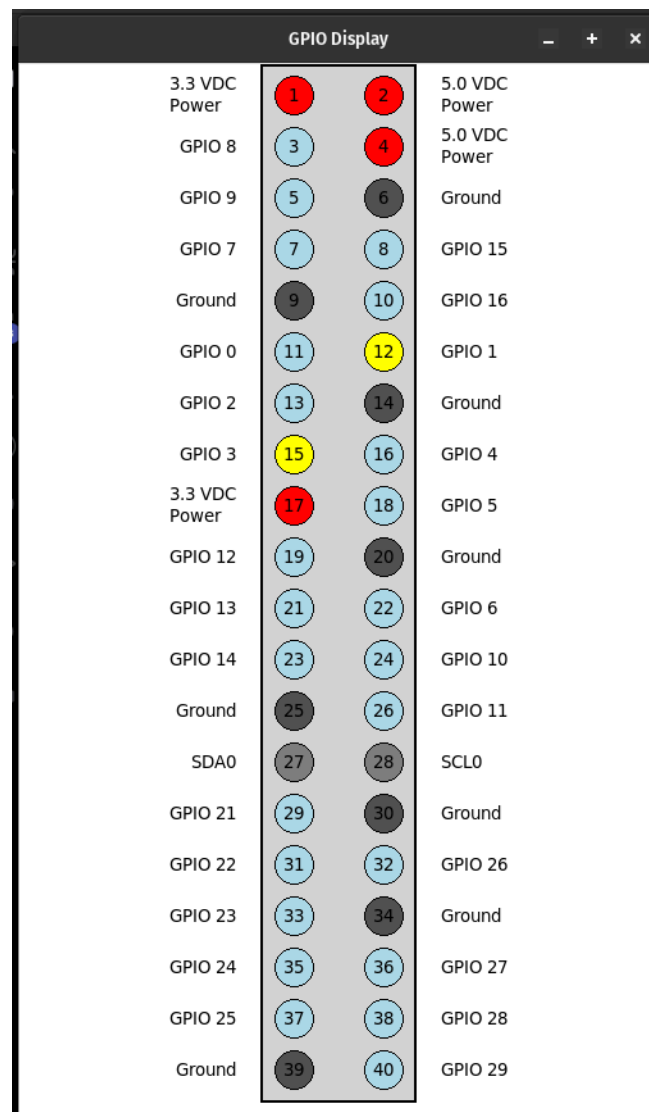 GPIO Display
3.3 VDC
Power 1 2 5.0 VDC
Power
GPIO 8 3 4 5.0 VDC
Power
GPIO 9 5 6 Ground
GPIO 7 7 8 GPIO 15
Ground 9 10 GPIO 16
GPIO 0 11 12 GPIO 1
GPIO 2 13 14 Ground
GPIO 3 15 16 GPIO 4
3.3 VDC
Power 17 18 GPIO 5
GPIO 12 19 20 Ground
GPIO 13 21 22 GPIO 6
GPIO 14 23 24 GPIO 10
Ground 25 26 GPIO 11
SDA0 27 28 SCL0
GPIO 21 29 30 Ground
GPIO 22 31 32 GPIO 26
GPIO 23 33 34 Ground
GPIO 24 35 36 GPIO 27
GPIO 25 37 38 GPIO 28
Ground 39 40 GPIO 29